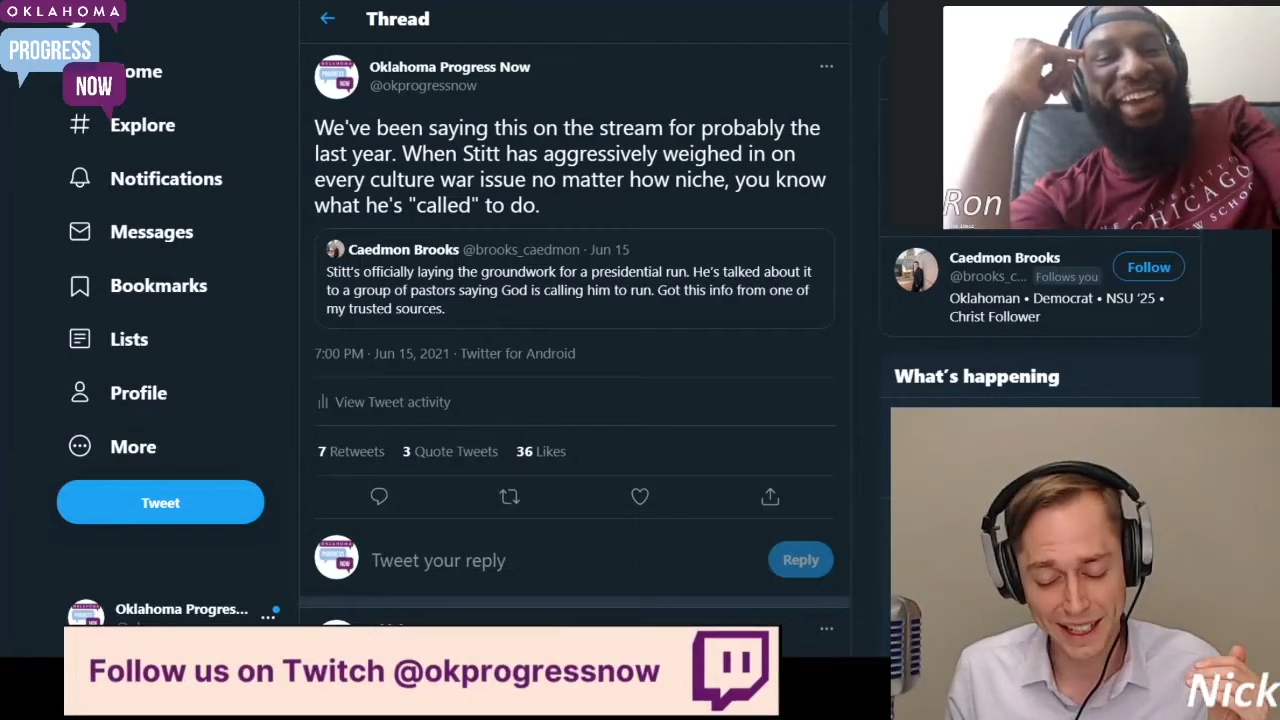 OKLAHOMA
PROGRESS
NOW
Home
Explore
Notifications
Messages
Bookmarks
Lists
Profile
More
Tweet
Oklahoma Progres...
Thread
Oklahoma Progress Now
@okprogressnow
We've been saying this on the stream for probably the
last year. When Stitt has aggressively weighed in on
every culture war issue no matter how niche, you know
what he's "called" to do.
Caedmon Brooks @brooks_caedmon · Jun 15
Stitt's officially laying the groundwork for a presidential run. He's talked about it
to a group of pastors saying God is calling him to run. Got this info from one of
my trusted sources.
7:00 PM · Jun 15, 2021 · Twitter for Android
View Tweet activity
7 Retweets 3 Quote Tweets 36 Likes
Tweet your reply
Reply
Ron
UNIVERSITY
CHICAGO
LAW SCHOOL
Caedmon Brooks
@brooks_c... Follows you
Follow
Oklahoman • Democrat • NSU '25 •
Christ Follower
What's happening
Nick
Follow us on Twitch @okprogressnow